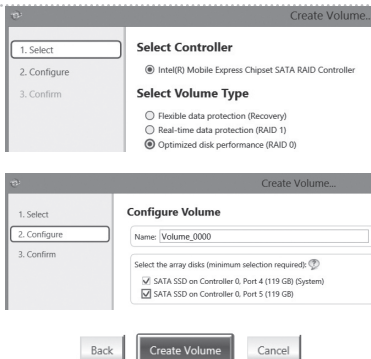 Create Volume...
1. Select
2. Configure
3. Confirm
Select Controller
Intel(R) Mobile Express Chipset SATA RAID Controller
Select Volume Type
Flexible data protection (Recovery)
Real-time data protection (RAID 1)
Optimized disk performance (RAID 0)
Create Volume...
1. Select
2. Configure
3. Confirm
Configure Volume
Name: Volume_0000
Select the array disks (minimum selection required): ?
SATA SSD on Controller 0, Port 4 (119 GB) (System)
SATA SSD on Controller 0, Port 5 (119 GB)
Back Create Volume Cancel